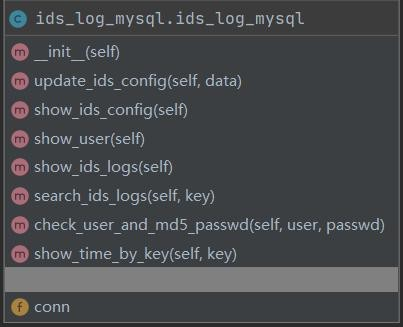 C ids_log_mysql.ids_log_mysql
m __init__(self)
m update_ids_config(self, data)
m show_ids_config(self)
m show_user(self)
m show_ids_logs(self)
m search_ids_logs(self, key)
m check_user_and_md5_passwd(self, user, passwd)
m show_time_by_key(self, key)
f conn